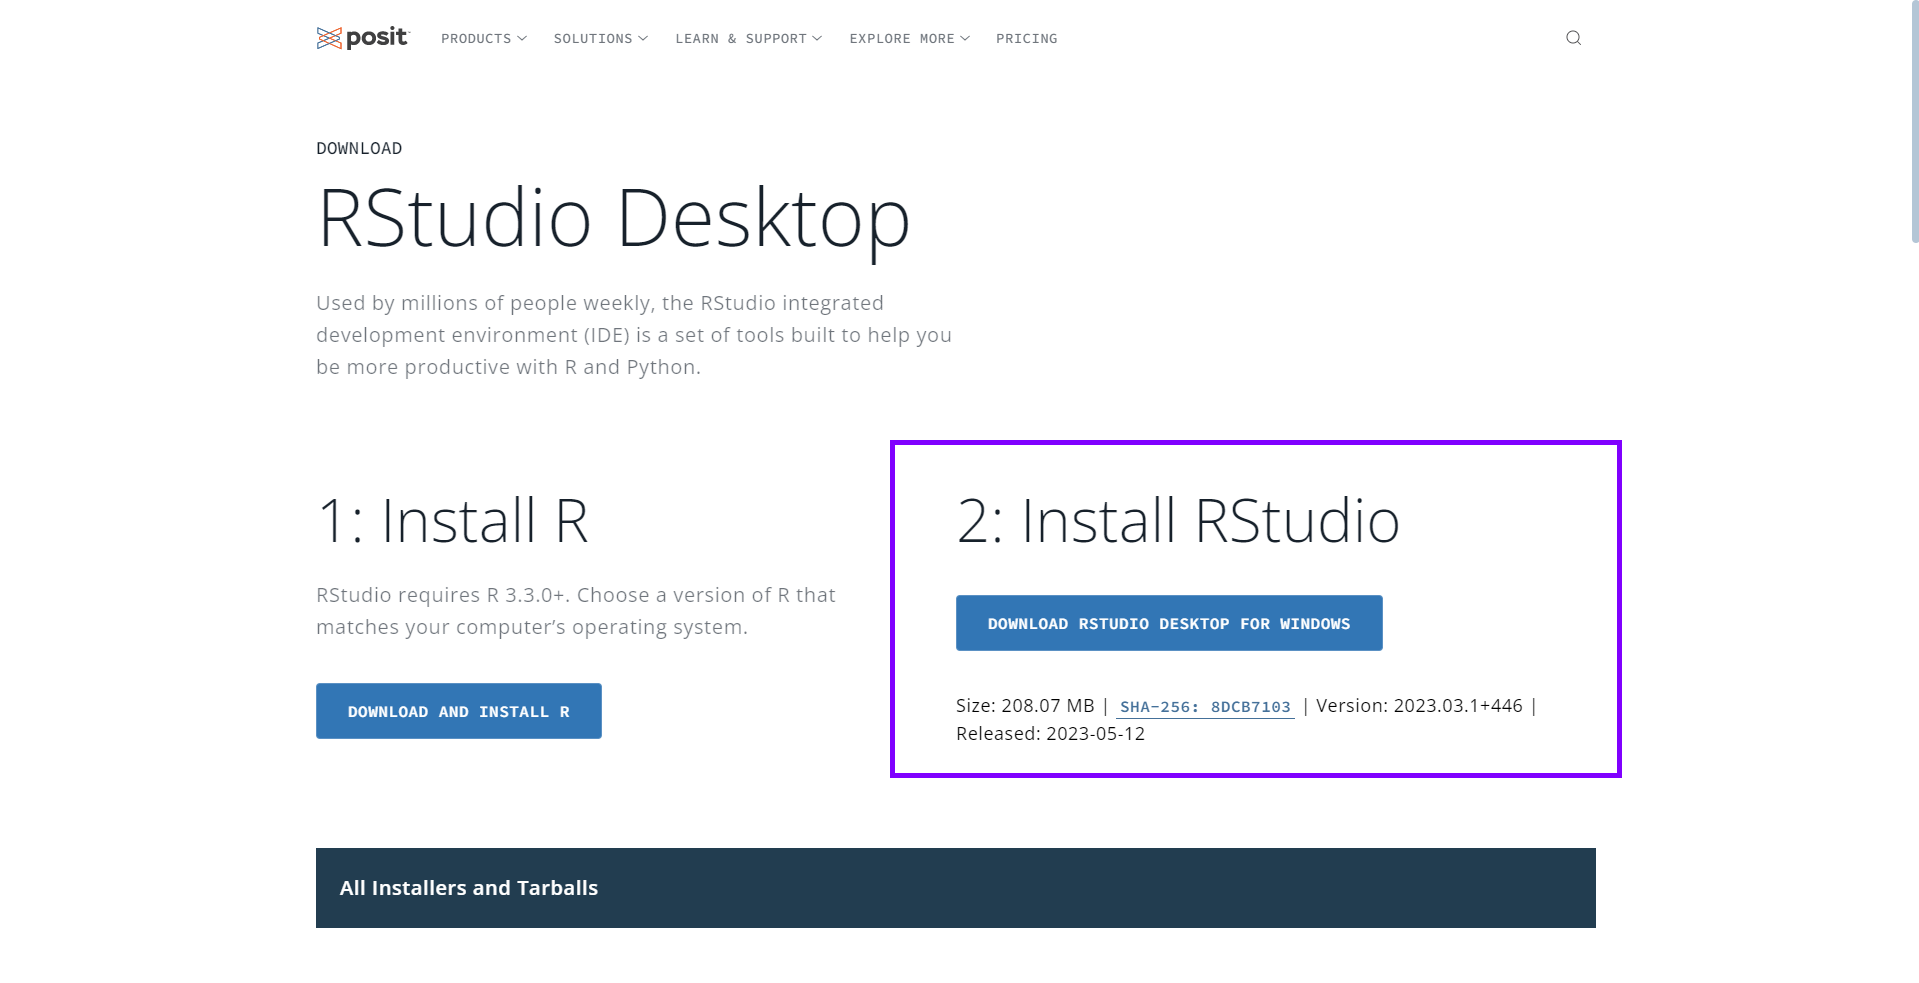 posit
PRODUCTS
SOLUTIONS
LEARN & SUPPORT
EXPLORE MORE
PRICING
DOWNLOAD
RStudio Desktop
Used by millions of people weekly, the RStudio integrated
development environment (IDE) is a set of tools built to help you
be more productive with R and Python.
1: Install R
RStudio requires R 3.3.0+. Choose a version of R that
matches your computer’s operating system.
DOWNLOAD AND INSTALL R
2: Install RStudio
DOWNLOAD RSTUDIO DESKTOP FOR WINDOWS
Size: 208.07 MB | SHA-256: 8DCB7103 | Version: 2023.03.1+446 |
Released: 2023-05-12
All Installers and Tarballs